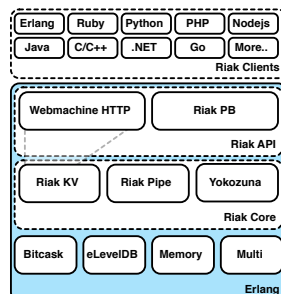 Erlang Ruby Python PHP Nodejs
Java C/C++ .NET Go More..
Riak Clients
Webmachine HTTP Riak PB
Riak API
Riak KV Riak Pipe Yokozuna
Riak Core
Bitcask eLevelDB Memory Multi
Erlang